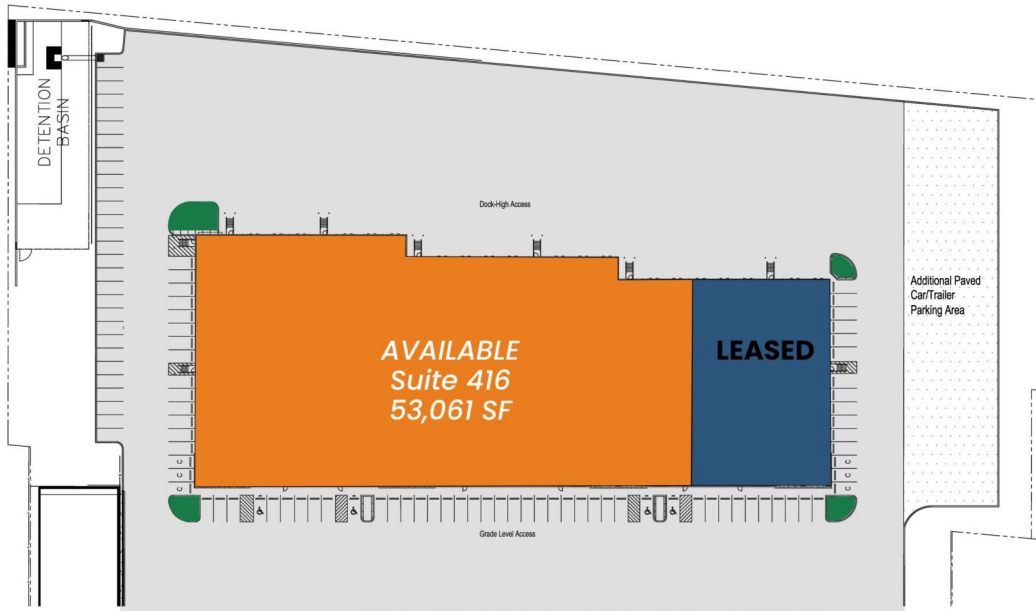 DETENTION
BASIN
Dock-High Access
Additional Paved
Car/Trailer
Parking Area
AVAILABLE
Suite 416
53,061 SF
LEASED
C
C
C
C
C
C
Grade Level Access